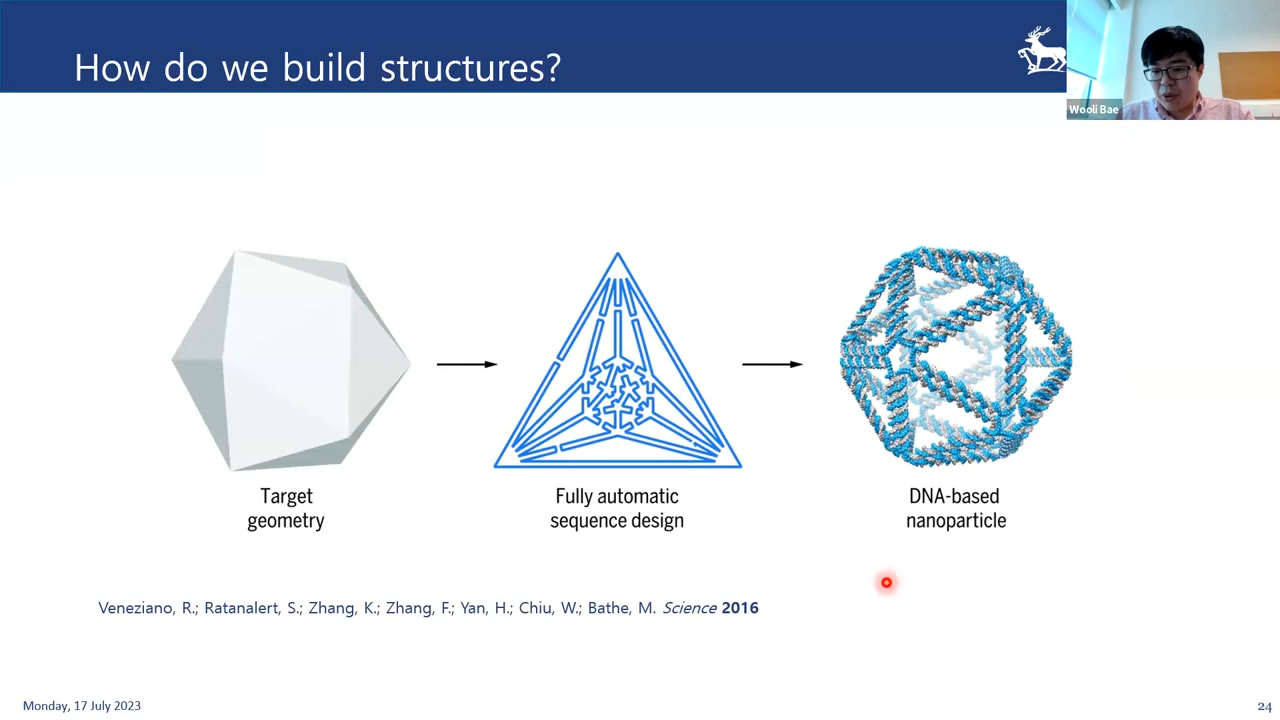 How do we build structures?
Wooli Bae
Target
geometry
Fully automatic
sequence design
DNA-based
nanoparticle
Veneziano, R.; Ratanalert, S.; Zhang, K.; Zhang, F.; Yan, H.; Chiu, W.; Bathe, M. Science 2016
Monday, 17 July 2023
24